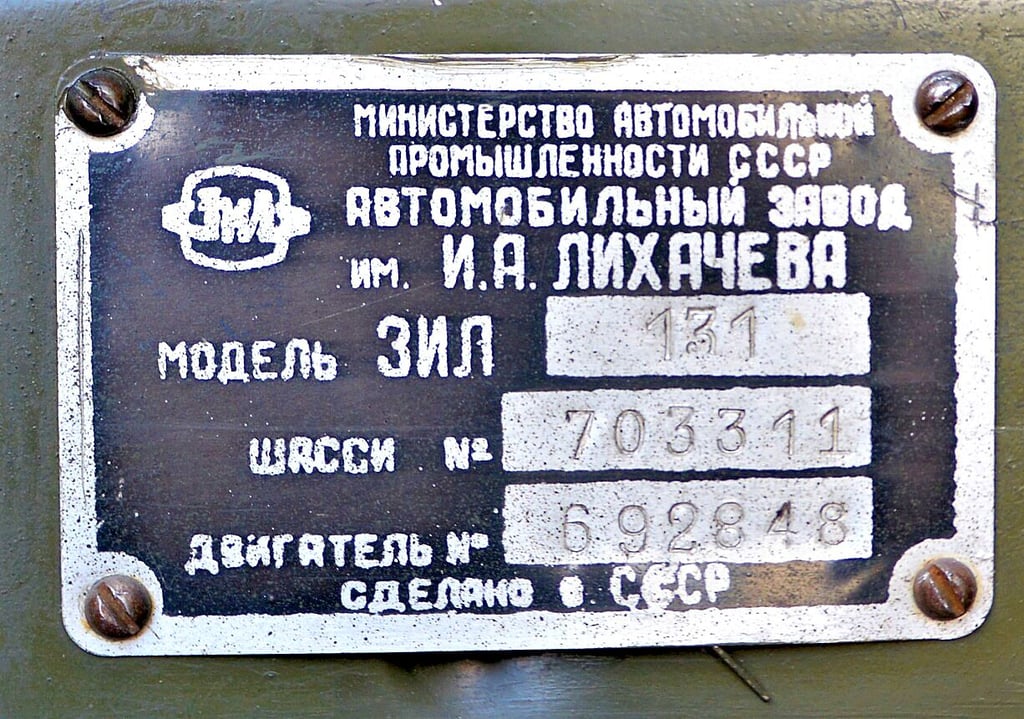 МИНИСТЕРСТВО АВТОМОБИЛЬНОЙ
ПРОМЫШЛЕННОСТИ СССР
ЗИЛ
АВТОМОБИЛЬНЫЙ ЗАВОД
ИМ. И.А. ЛИХАЧЕВА
МОДЕЛЬ ЗИЛ 131
ШАССИ № 703311
ДВИГАТЕЛЬ № 692848
СДЕЛАНО В СССР